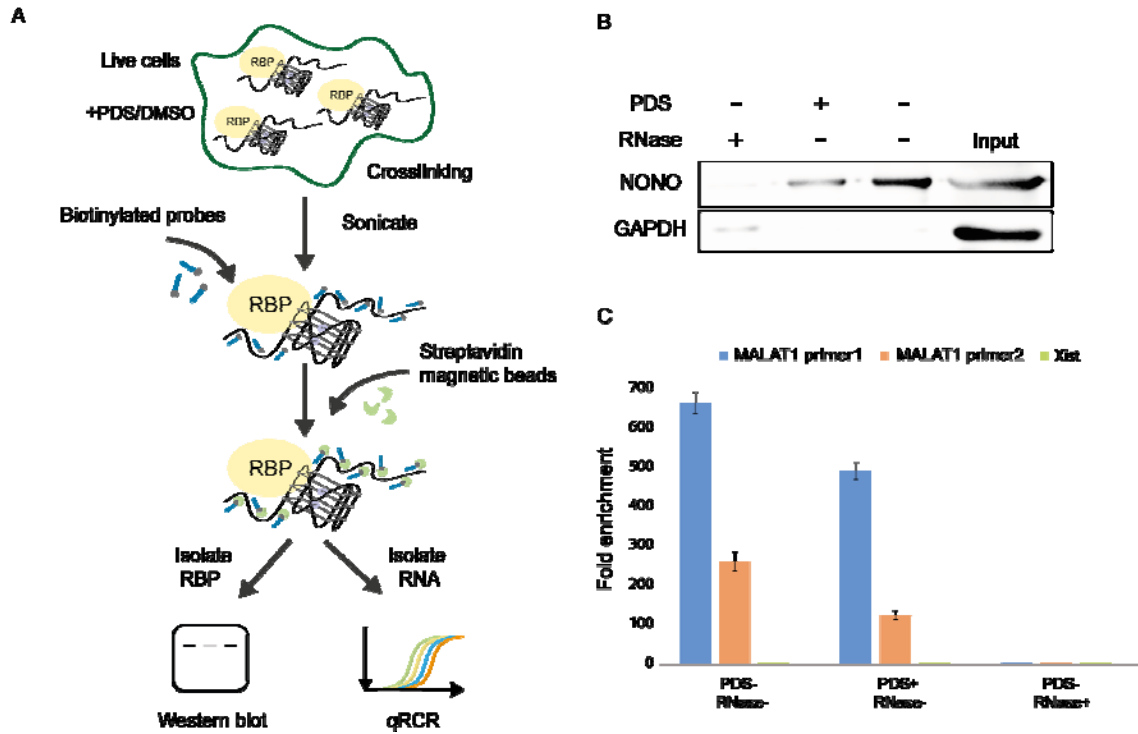 A
Live cells
+PDS/DMSO
RBP
RBP
RBP
Crosslinking
Biotinylated probes
Sonicate
RBP
Streptavidin
magnetic beads
RBP
Isolate
RBP
Isolate
RNA
Western blot
qRCR
B
PDS - + -
RNase + - - Input
NONO
GAPDH
C
MALAT1 primer1 MALAT1 primer2 Xist
Fold enrichment
700
600
500
400
300
200
100
0
PDS-
RNase-
PDS+
RNase-
PDS-
RNase+